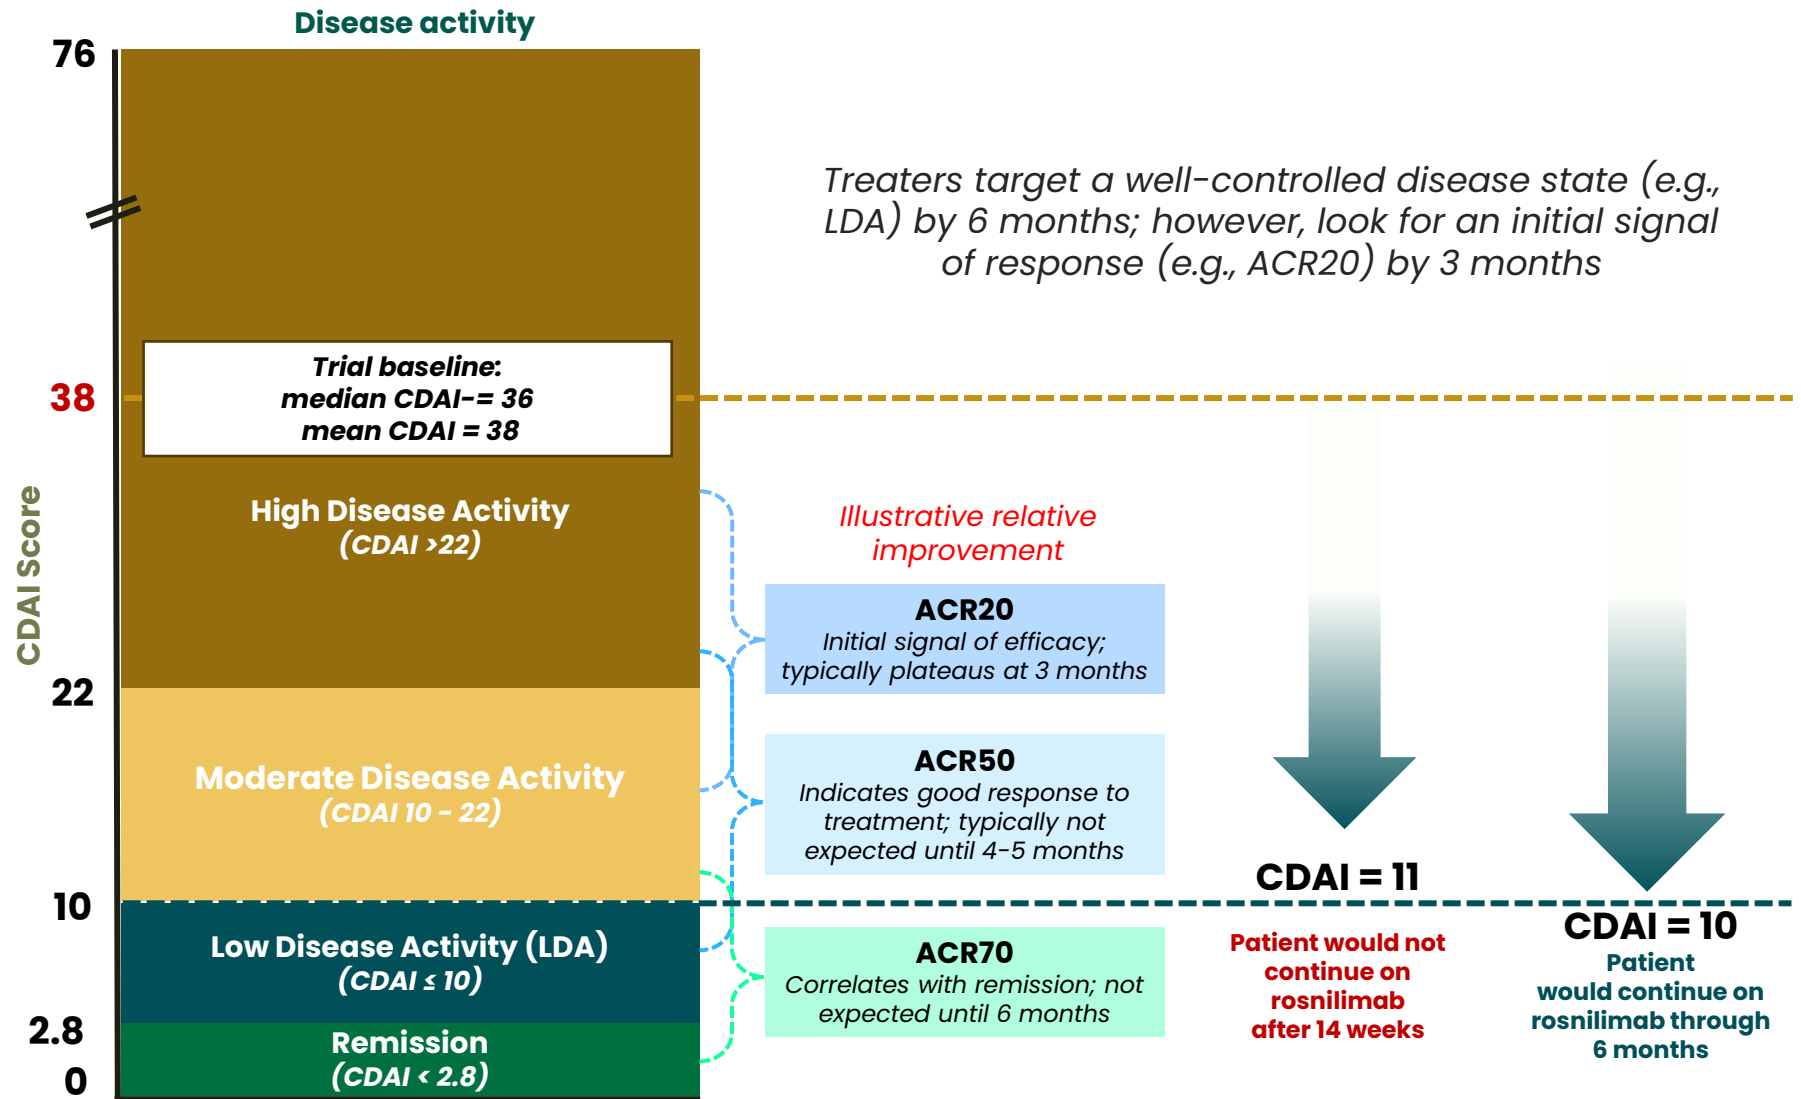 Disease activity
76
Treaters target a well-controlled disease state (e.g.,
LDA) by 6 months; however, look for an initial signal
of response (e.g., ACR20) by 3 months
Trial baseline:
median CDAI-= 36
mean CDAI = 38
38
CDAI Score
High Disease Activity
(CDAI >22)
Illustrative relative
improvement
ACR20
Initial signal of efficacy;
typically plateaus at 3 months
22
Moderate Disease Activity
(CDAI 10 - 22)
ACR50
Indicates good response to
treatment; typically not
expected until 4-5 months
CDAI = 11
10
CDAI = 10
Low Disease Activity (LDA)
(CDAI ≤ 10)
ACR70
Correlates with remission; not
expected until 6 months
Patient would not
continue on
rosnilimab
after 14 weeks
Patient
would continue on
rosnilimab through
6 months
2.8
Remission
(CDAI < 2.8)
0